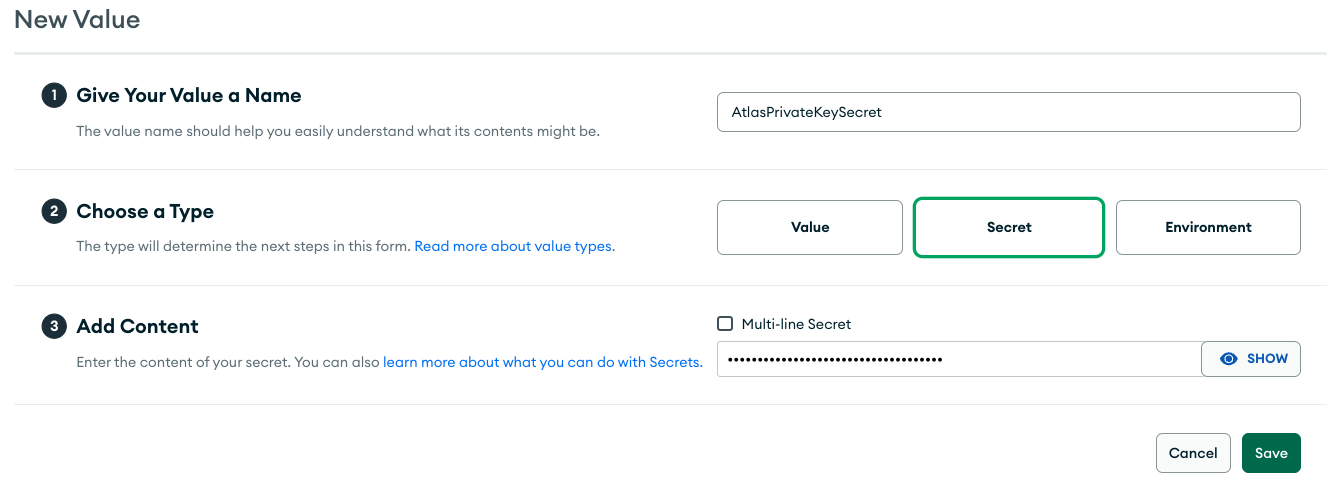 New Value
1 Give Your Value a Name
The value name should help you easily understand what its contents might be.
AtlasPrivateKeySecret
2 Choose a Type
The type will determine the next steps in this form. Read more about value types.
Value Secret Environment
3 Add Content
Enter the content of your secret. You can also learn more about what you can do with Secrets.
Multi-line Secret
••••••••••••••••••••••••••••••••••••
SHOW
Cancel Save